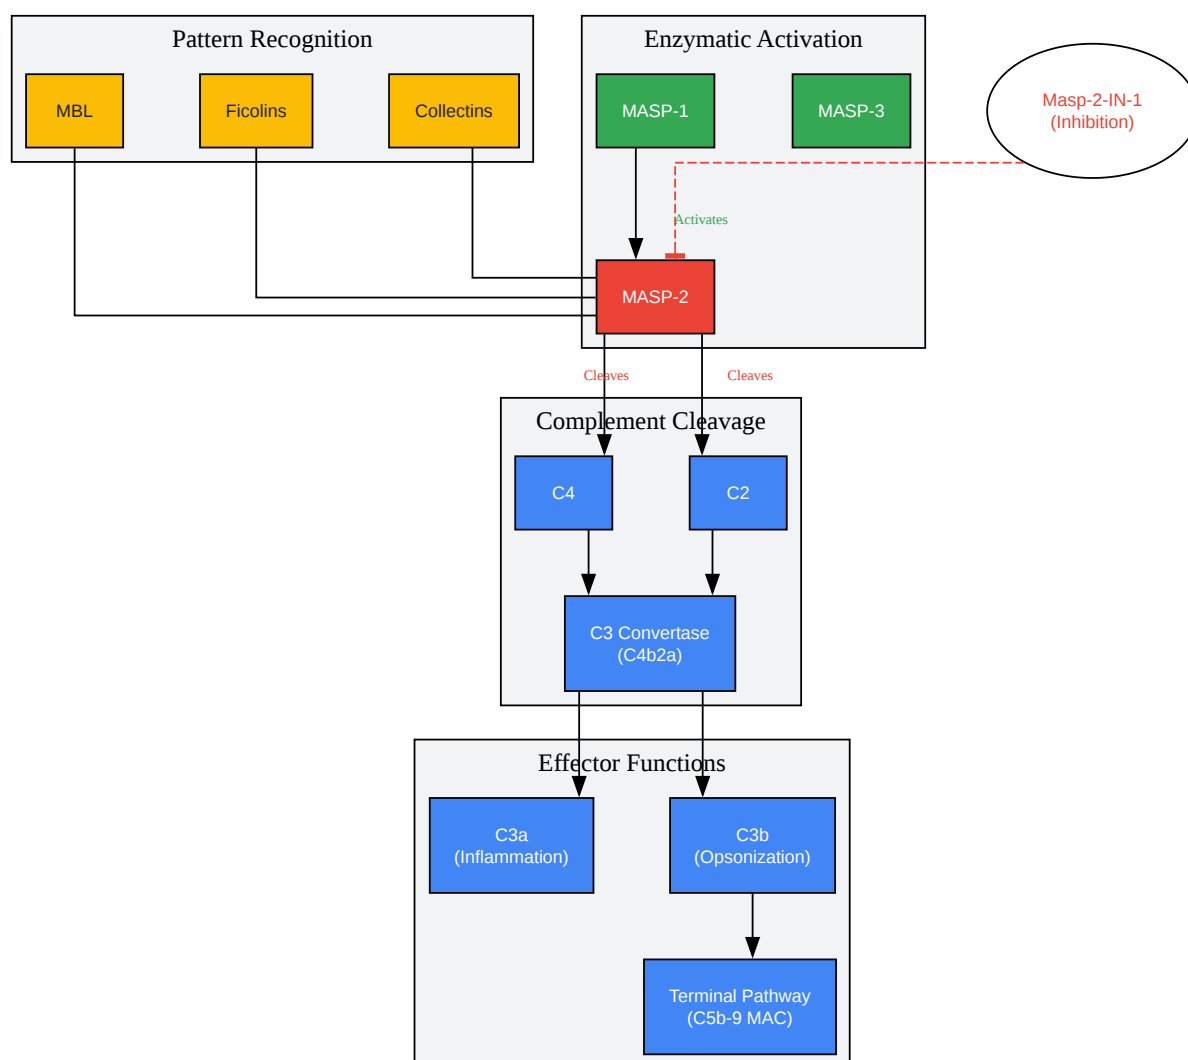 Pattern Recognition
MBL
Ficolins
Collectins
Enzymatic Activation
MASP-1
MASP-3
Masp-2-IN-1
(Inhibition)
Activates
MASP-2
Cleaves
Cleaves
Complement Cleavage
C4
C2
C3 Convertase
(C4b2a)
Effector Functions
C3a
(Inflammation)
C3b
(Opsonization)
Terminal Pathway
(C5b-9 MAC)